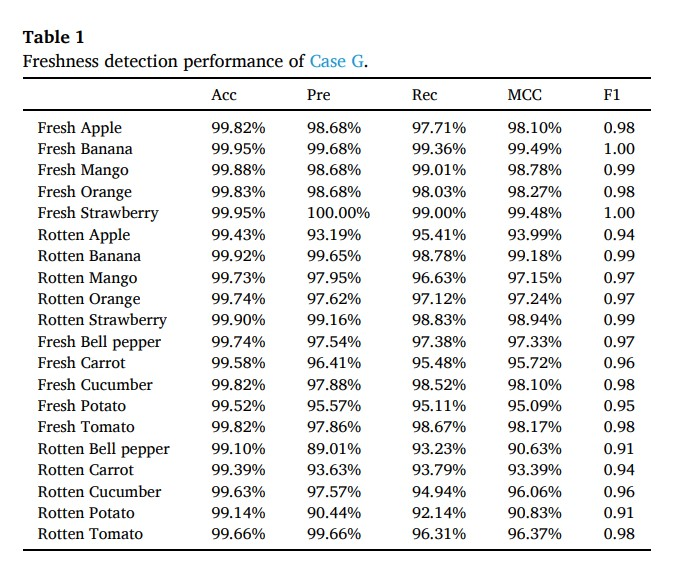 Table 1
Freshness detection performance of Case G.
Acc Pre Rec MCC F1
Fresh Apple 99.82% 98.68% 97.71% 98.10% 0.98
Fresh Banana 99.95% 99.68% 99.36% 99.49% 1.00
Fresh Mango 99.88% 98.68% 99.01% 98.78% 0.99
Fresh Orange 99.83% 98.68% 98.03% 98.27% 0.98
Fresh Strawberry 99.95% 100.00% 99.00% 99.48% 1.00
Rotten Apple 99.43% 93.19% 95.41% 93.99% 0.94
Rotten Banana 99.92% 99.65% 98.78% 99.18% 0.99
Rotten Mango 99.73% 97.95% 96.63% 97.15% 0.97
Rotten Orange 99.74% 97.62% 97.12% 97.24% 0.97
Rotten Strawberry 99.90% 99.16% 98.83% 98.94% 0.99
Fresh Bell pepper 99.74% 97.54% 97.38% 97.33% 0.97
Fresh Carrot 99.58% 96.41% 95.48% 95.72% 0.96
Fresh Cucumber 99.82% 97.88% 98.52% 98.10% 0.98
Fresh Potato 99.52% 95.57% 95.11% 95.09% 0.95
Fresh Tomato 99.82% 97.86% 98.67% 98.17% 0.98
Rotten Bell pepper 99.10% 89.01% 93.23% 90.63% 0.91
Rotten Carrot 99.39% 93.63% 93.79% 93.39% 0.94
Rotten Cucumber 99.63% 97.57% 94.94% 96.06% 0.96
Rotten Potato 99.14% 90.44% 92.14% 90.83% 0.91
Rotten Tomato 99.66% 99.66% 96.31% 96.37% 0.98